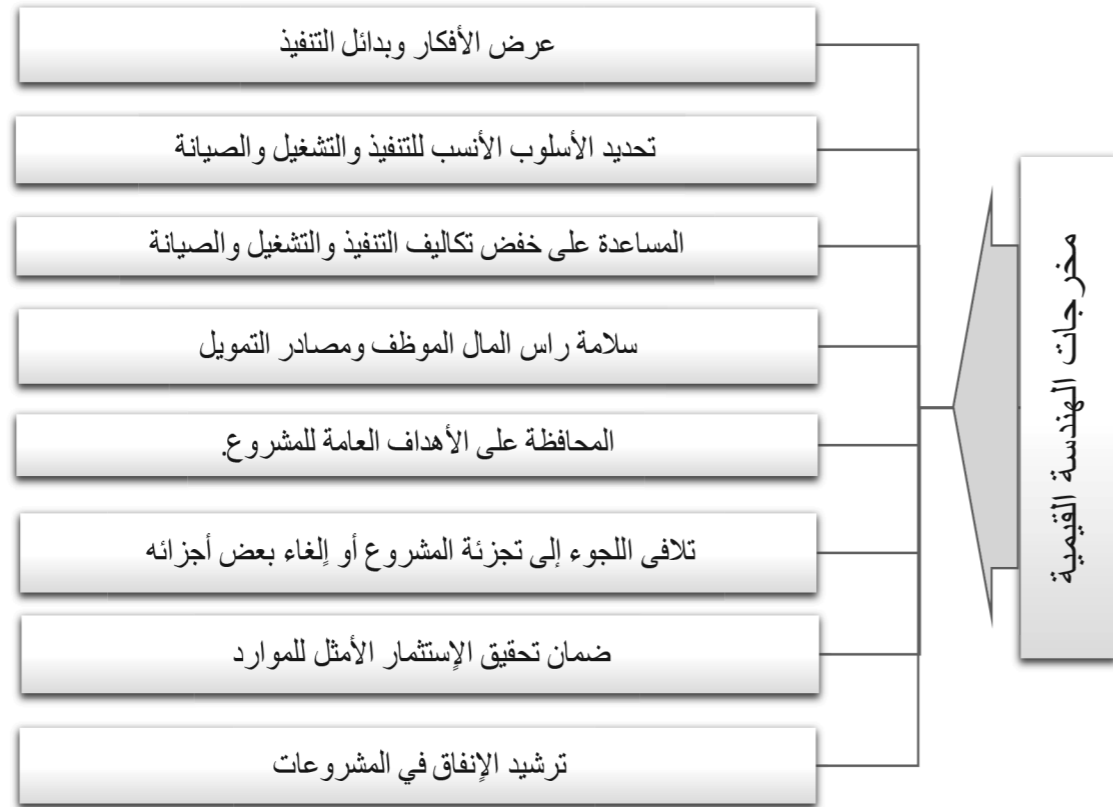 مخرجات الهندسة القيمية
عرض الأفكار وبدائل التنفيذ
تحديد الأسلوب الأنسب للتنفيذ والتشغيل والصيانة
المساعدة على خفض تكاليف التنفيذ والتشغيل والصيانة
سلامة راس المال الموظف ومصادر التمويل
المحافظة على الأهداف العامة للمشروع.
تلافى اللجوء إلى تجزئة المشروع أو إلغاء بعض أجزائه
ضمان تحقيق الإستثمار الأمثل للموارد
ترشيد الإنفاق في المشروعات